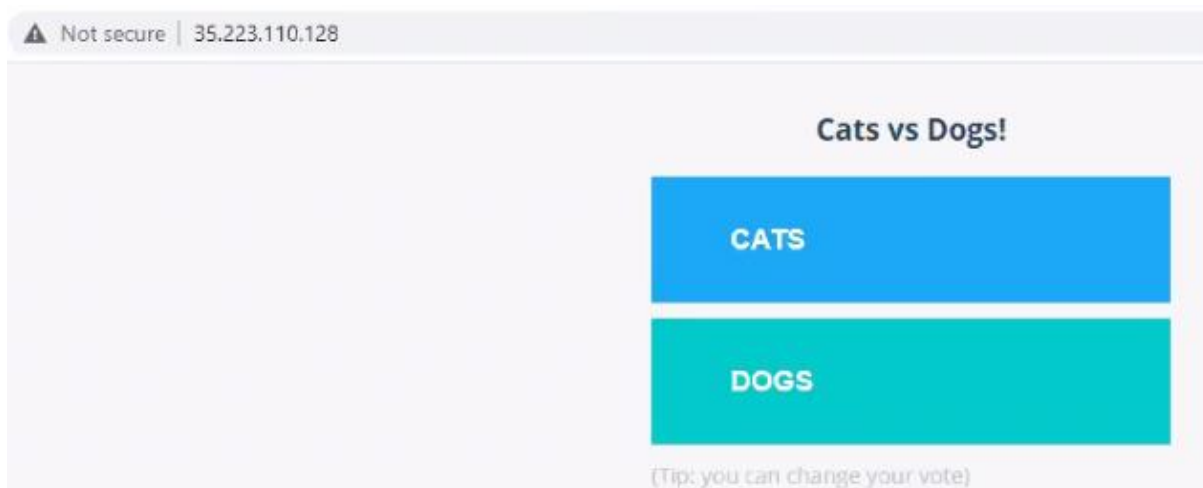 Not secure | 35.223.110.128
Cats vs Dogs!
CATS
DOGS
(Tip: you can change your vote)